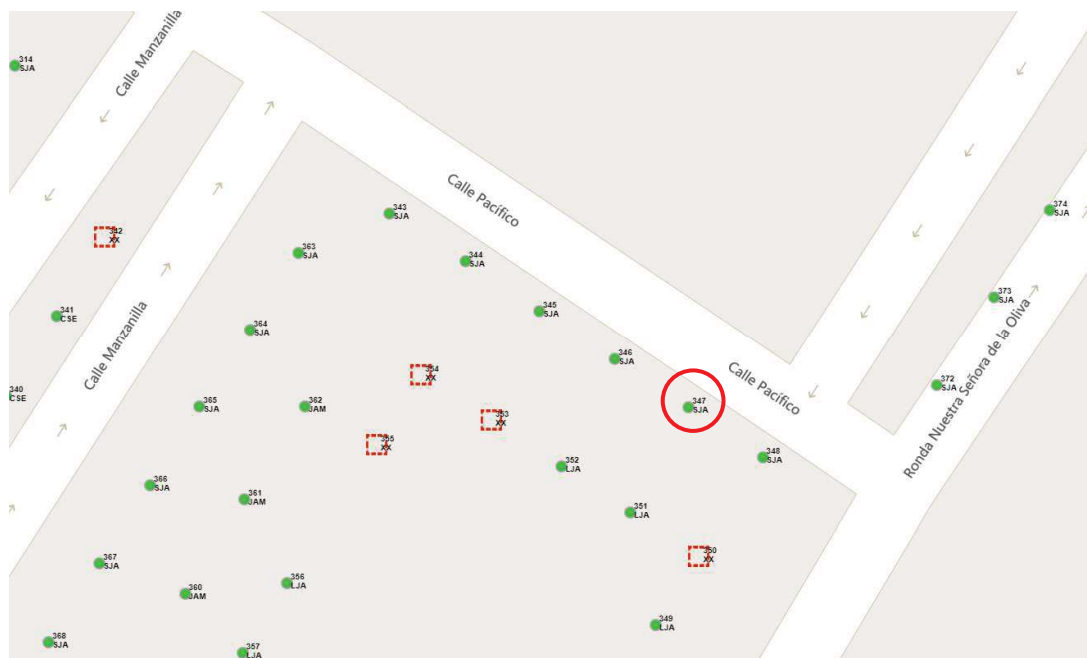 Calle Manzanilla
314
SJA
Calle Pacífico
343
SJA
374
SJA
342
XX
363
SJA
344
SJA
373
SJA
345
SJA
341
CSE
Calle Manzanilla
364
SJA
346
SJA
354
XX
Calle Pacífico
Ronda Nuestra Señora de la Oliva
372
SJA
340
CSE
365
SJA
362
JAM
353
XX
347
SJA
355
XX
352
LJA
348
SJA
366
SJA
361
JAM
351
LJA
350
XX
367
SJA
356
LJA
360
JAM
349
LJA
368
SJA
357
LJA